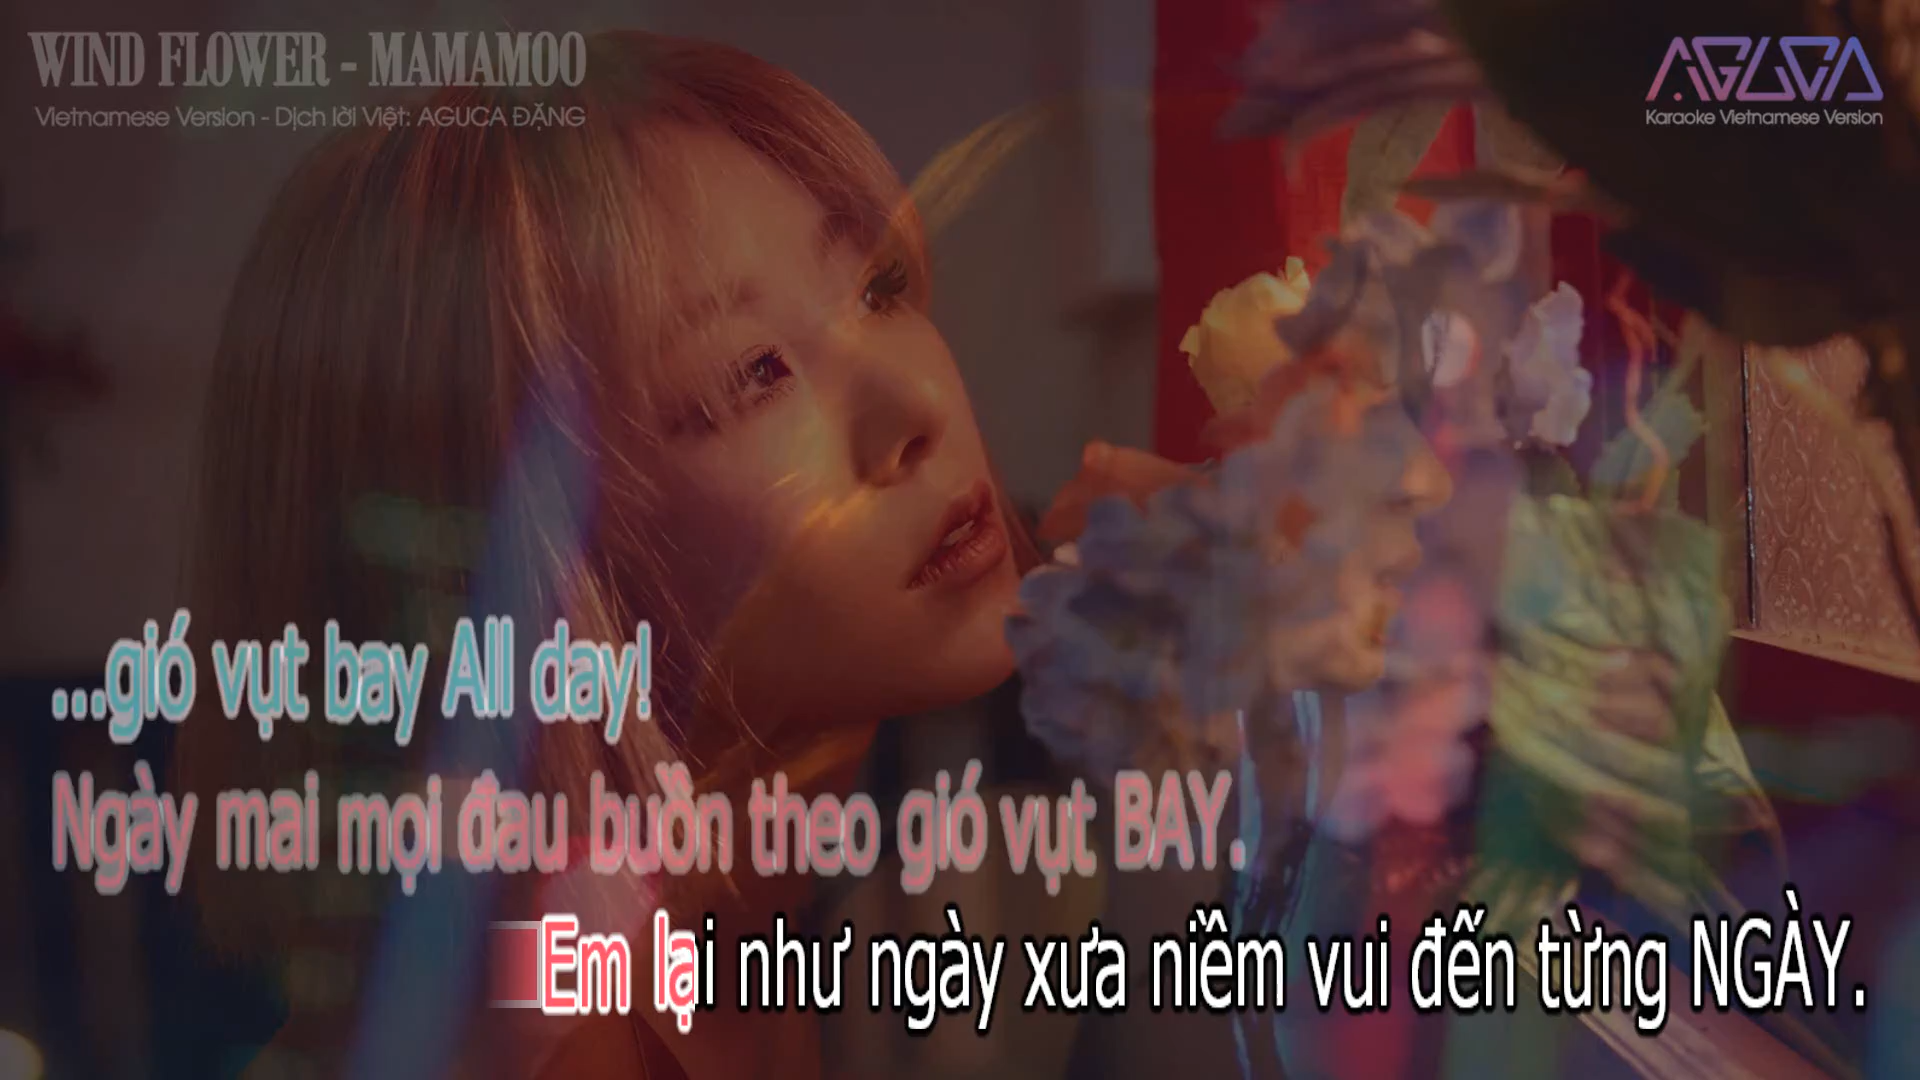 WIND FLOWER - MAMAMOO
Vietnamese Version - Dịch lời Việt: AGUCA ĐẶNG
AGUCA
Karaoke Vietnamese Version
...gió vụt bay All day!
Ngày mai mọi đau buồn theo gió vụt BAY.
Em lại như ngày xưa niềm vui đến từng NGÀY.